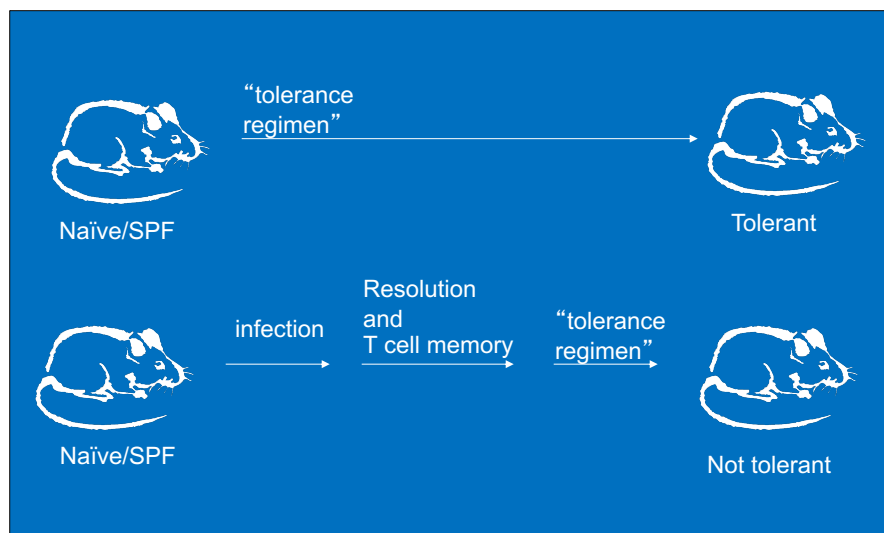 “tolerance
regimen”
Naïve/SPF
Tolerant
infection
Resolution
and
T cell memory
“tolerance
regimen”
Naïve/SPF
Not tolerant